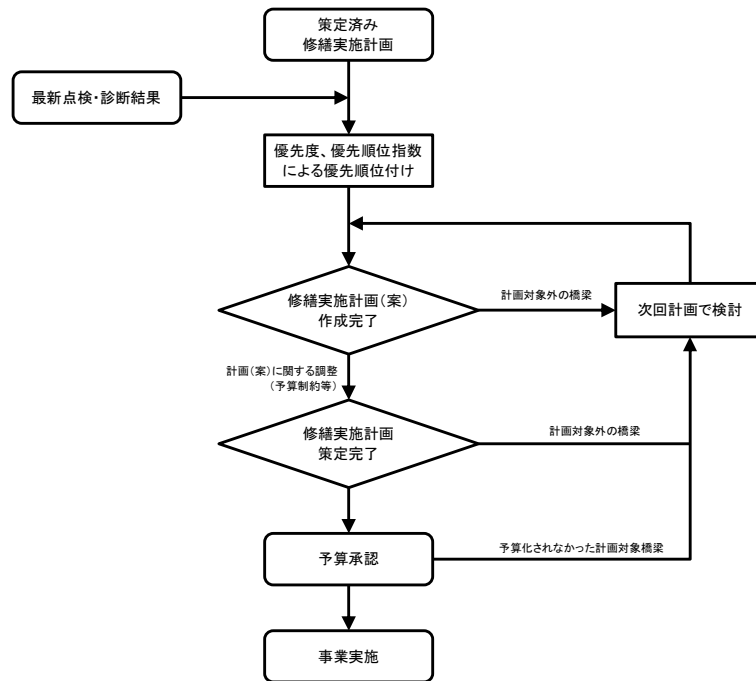 策定済み
修繕実施計画
最新点検・診断結果
優先度、優先順位指数
による優先順位付け
修繕実施計画(案)
作成完了
計画対象外の橋梁
次回計画で検討
計画(案)に関する調整
(予算制約等)
修繕実施計画
策定完了
計画対象外の橋梁
予算承認
予算化されなかった計画対象橋梁
事業実施